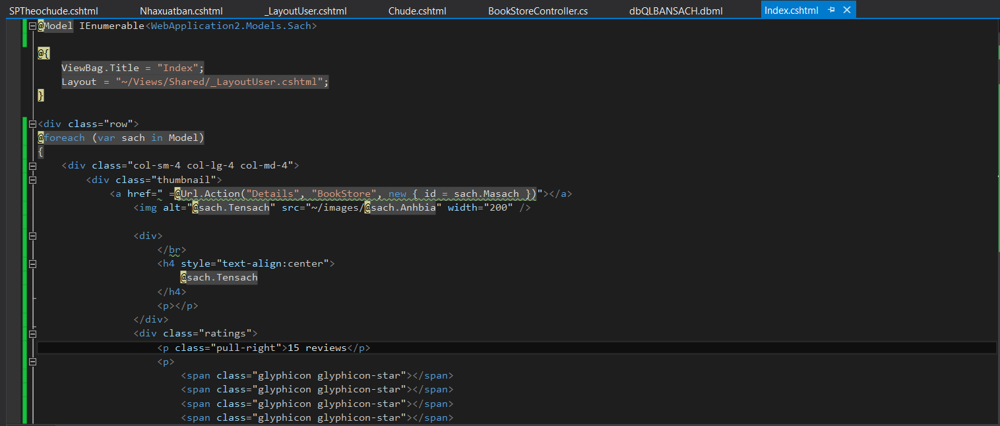 SPTheochude.cshtml Nhaxuatban.cshtml _LayoutUser.cshtml Chude.cshtml BookStoreController.cs dbQLBANSACH.dbml Index.cshtml
@Model IEnumerable<WebApplication2.Models.Sach>
@{
ViewBag.Title = "Index";
Layout = "~/Views/Shared/_LayoutUser.cshtml";
}
<div class="row">
@foreach (var sach in Model)
{
<div class="col-sm-4 col-lg-4 col-md-4">
<div class="thumbnail">
<a href=" =@Url.Action("Details", "BookStore", new { id = sach.Masach })"></a>
<img alt="@sach.Tensach" src="~/images/@sach.Anhbia" width="200" />
<div>
</br>
<h4 style="text-align:center">
@sach.Tensach
</h4>
<p></p>
</div>
<div class="ratings">
<p class="pull-right">15 reviews</p>
<p>
<span class="glyphicon glyphicon-star"></span>
<span class="glyphicon glyphicon-star"></span>
<span class="glyphicon glyphicon-star"></span>
<span class="glyphicon glyphicon-star"></span>